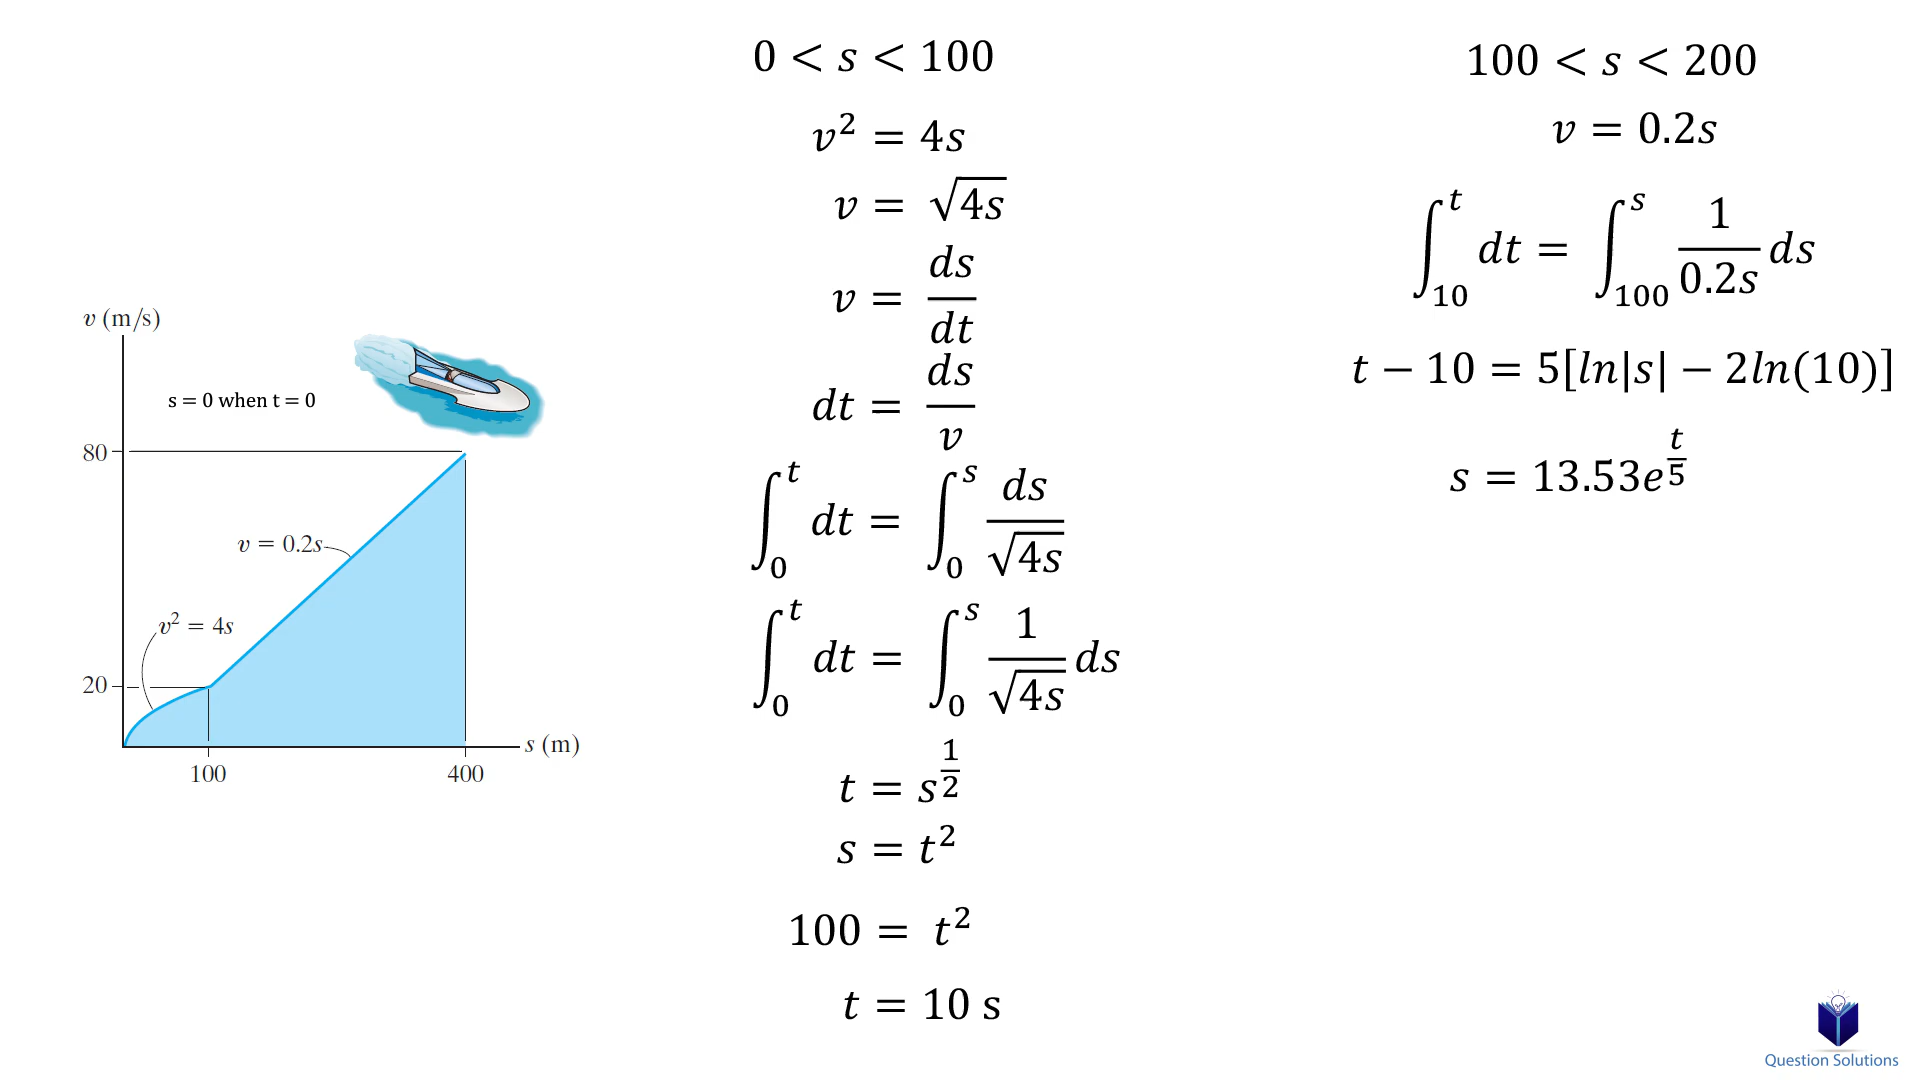 v (m/s)
s = 0 when t = 0
80
v = 0.2s
v² = 4s
20
s (m)
100
400
0 < s < 100
v² = 4s
v = √4s
v = ds/dt
dt = ds/v
∫₀ᵗ dt = ∫₀ˢ ds/√4s
∫₀ᵗ dt = ∫₀ˢ 1/√4s ds
t = s^(1/2)
s = t²
100 = t²
t = 10 s
100 < s < 200
v = 0.2s
∫₁₀ᵗ dt = ∫₁₀₀ˢ 1/0.2s ds
t − 10 = 5[ln|s| − 2ln(10)]
s = 13.53e^(t/5)
Question Solutions